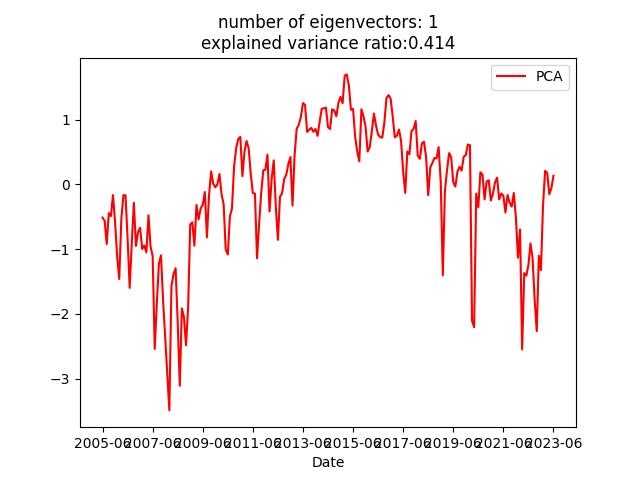 number of eigenvectors: 1
explained variance ratio:0.414
PCA
1
0
−1
−2
−3
2005-06 2007-06 2009-06 2011-06 2013-06 2015-06 2017-06 2019-06 2021-06 2023-06
Date